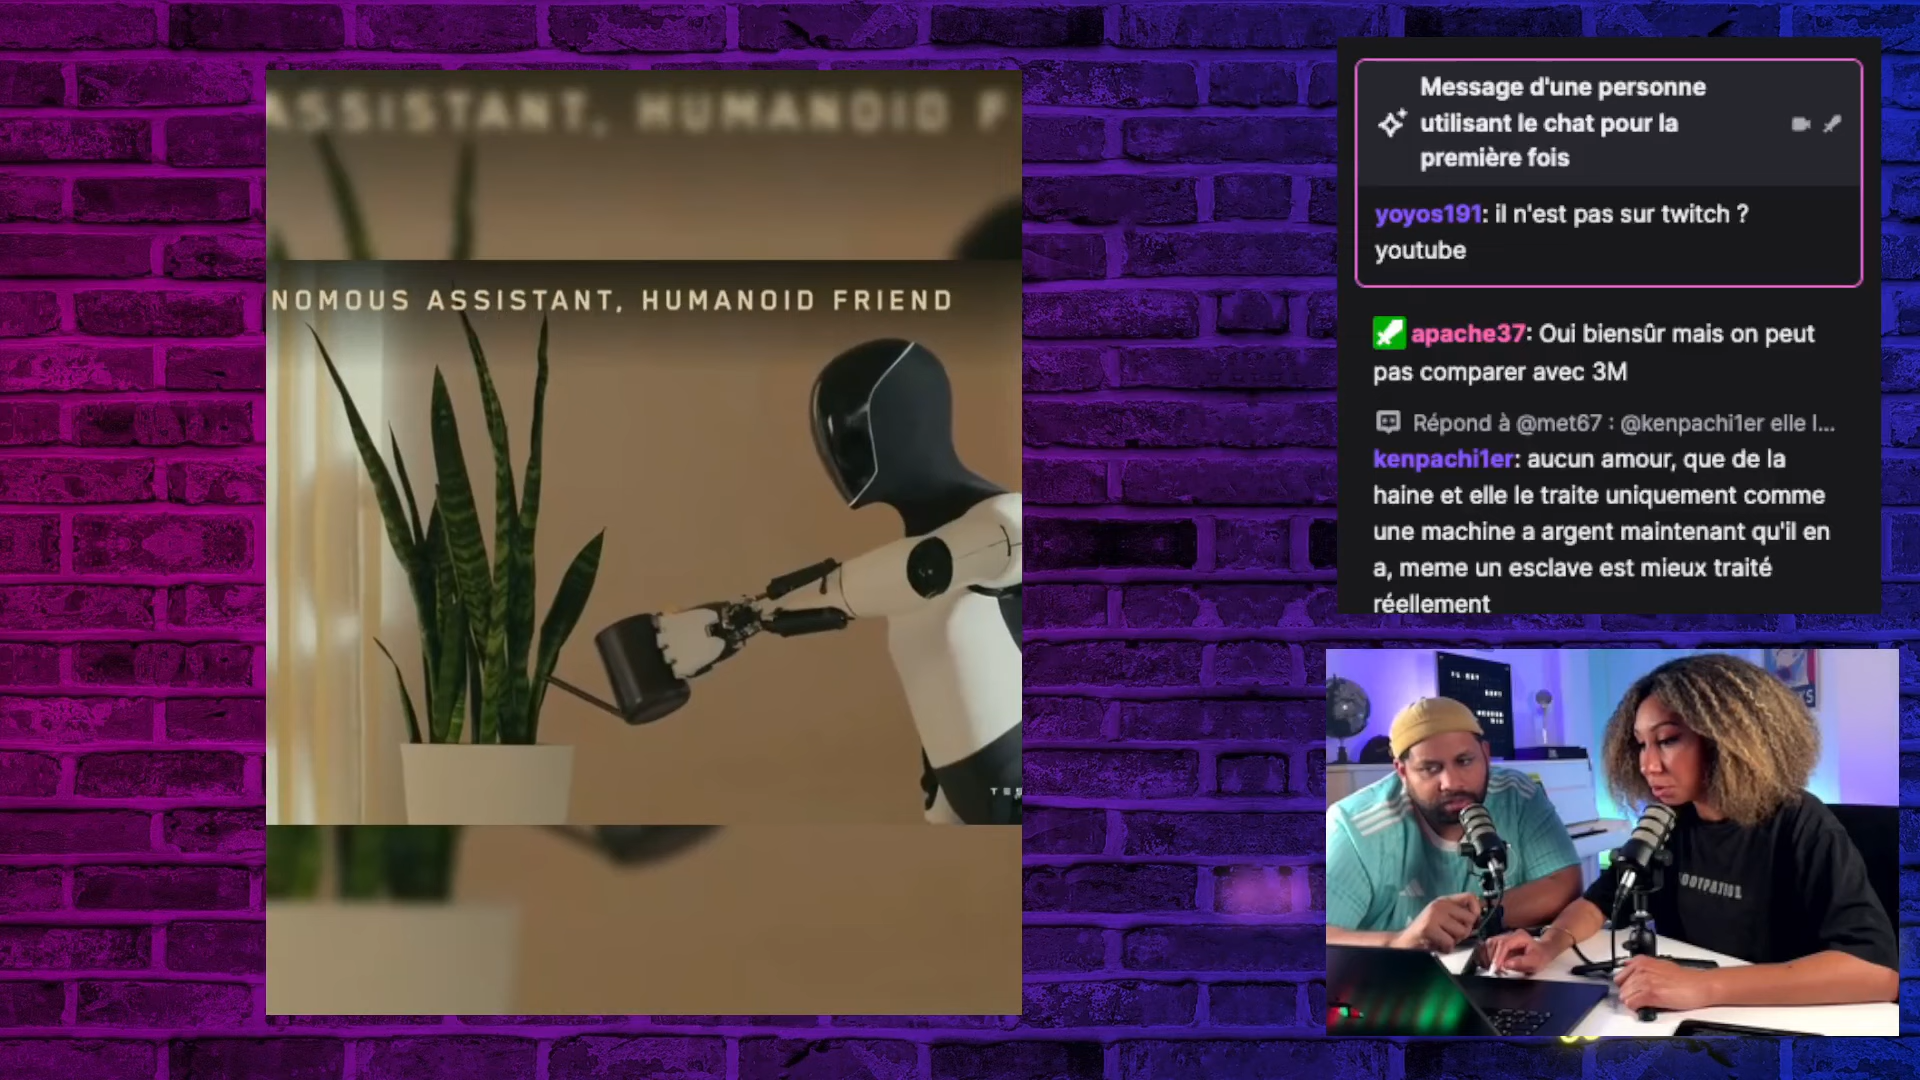 ASSISTANT, HUMANOID F
NOMOUS ASSISTANT, HUMANOID FRIEND
Message d'une personne
utilisant le chat pour la
première fois
yoyos191: il n'est pas sur twitch ?
youtube
apache37: Oui biensûr mais on peut
pas comparer avec 3M
Répond à @met67 : @kenpachi1er elle l...
kenpachi1er: aucun amour, que de la
haine et elle le traite uniquement comme
une machine a argent maintenant qu'il en
a, meme un esclave est mieux traité
réellement